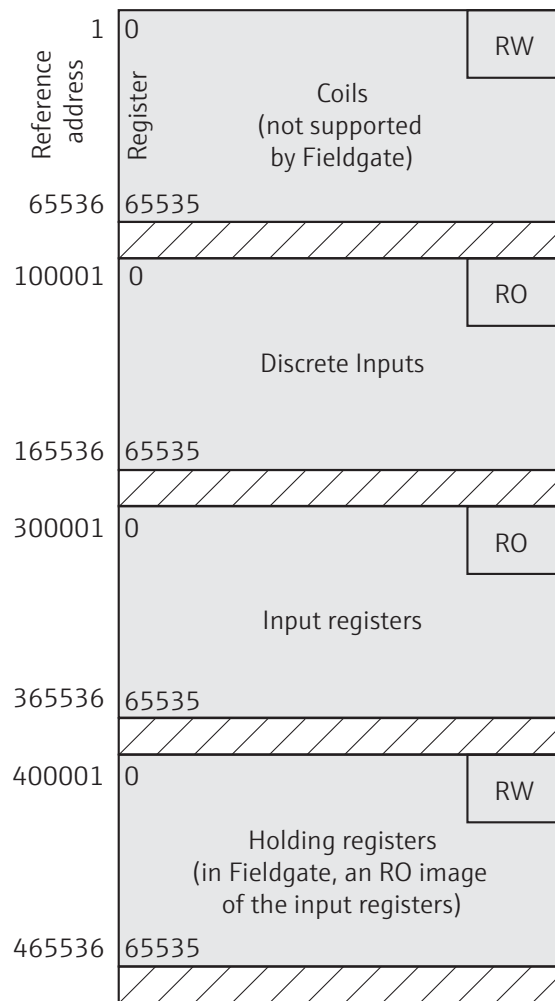 1 0 RW
Reference
address
Register
Coils
(not supported
by Fieldgate)
65536 65535
100001 0 RO
Discrete Inputs
165536 65535
300001 0 RO
Input registers
365536 65535
400001 0 RW
Holding registers
(in Fieldgate, an RO image
of the input registers)
465536 65535